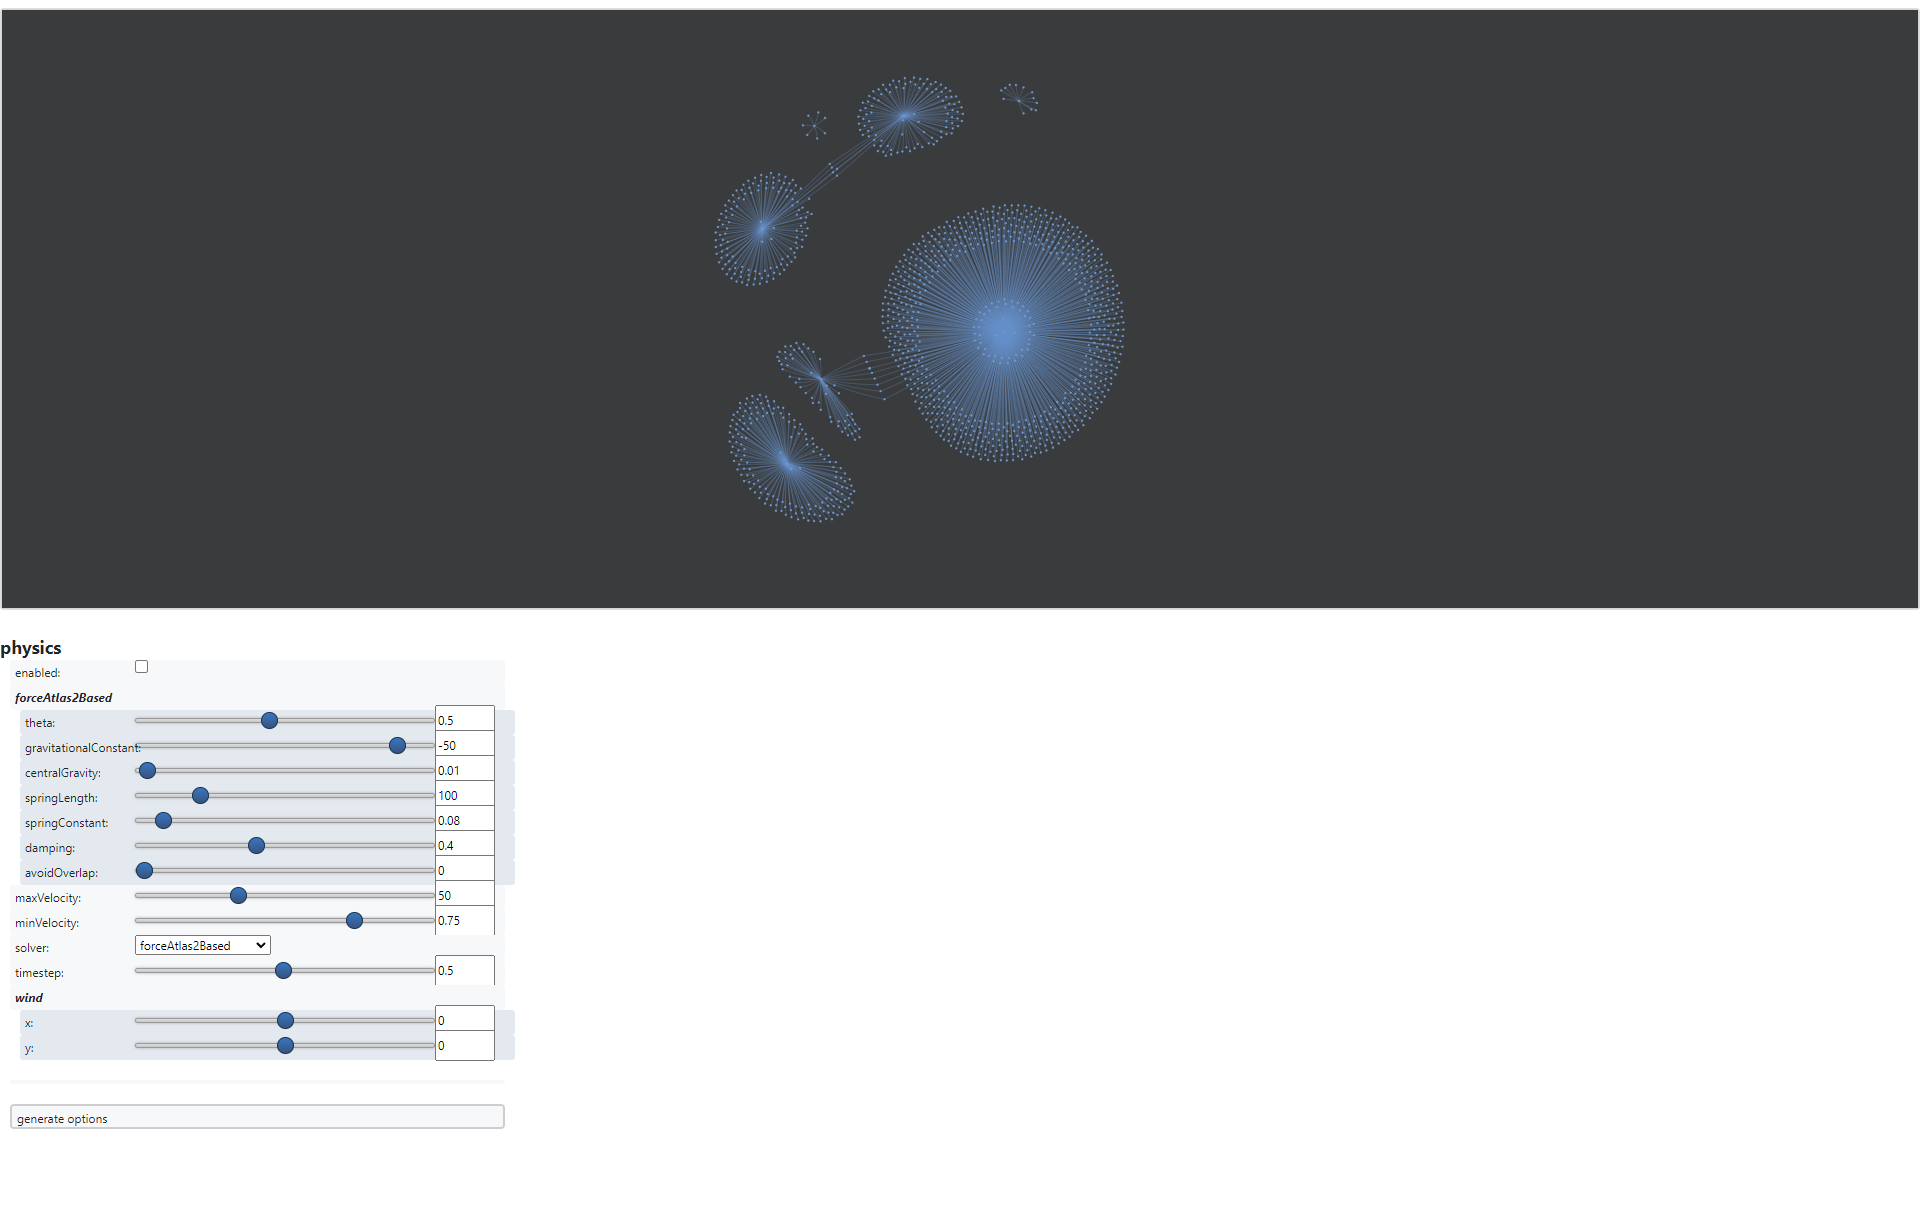 physics
enabled:
forceAtlas2Based
theta: 0.5
gravitationalConstant: -50
centralGravity: 0.01
springLength: 100
springConstant: 0.08
damping: 0.4
avoidOverlap: 0
maxVelocity: 50
minVelocity: 0.75
solver: forceAtlas2Based
timestep: 0.5
wind
x: 0
y: 0
generate options